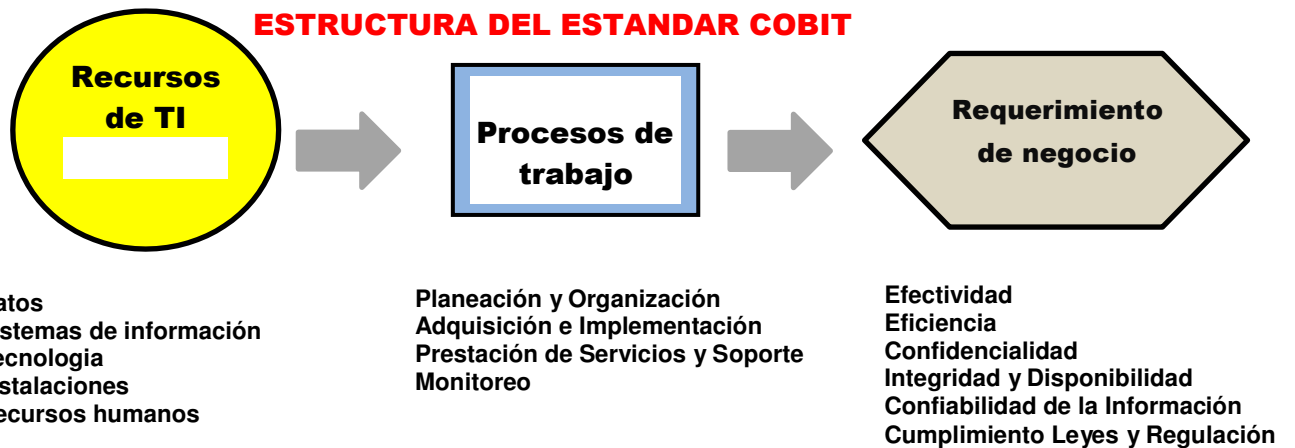 ESTRUCTURA DEL ESTANDAR COBIT
Recursos
de TI
Procesos de
trabajo
Requerimiento
de negocio
atos
stemas de información
ecnologia
stalaciones
ecursos humanos
Planeación y Organización
Adquisición e Implementación
Prestación de Servicios y Soporte
Monitoreo
Efectividad
Eficiencia
Confidencialidad
Integridad y Disponibilidad
Confiabilidad de la Información
Cumplimiento Leyes y Regulación